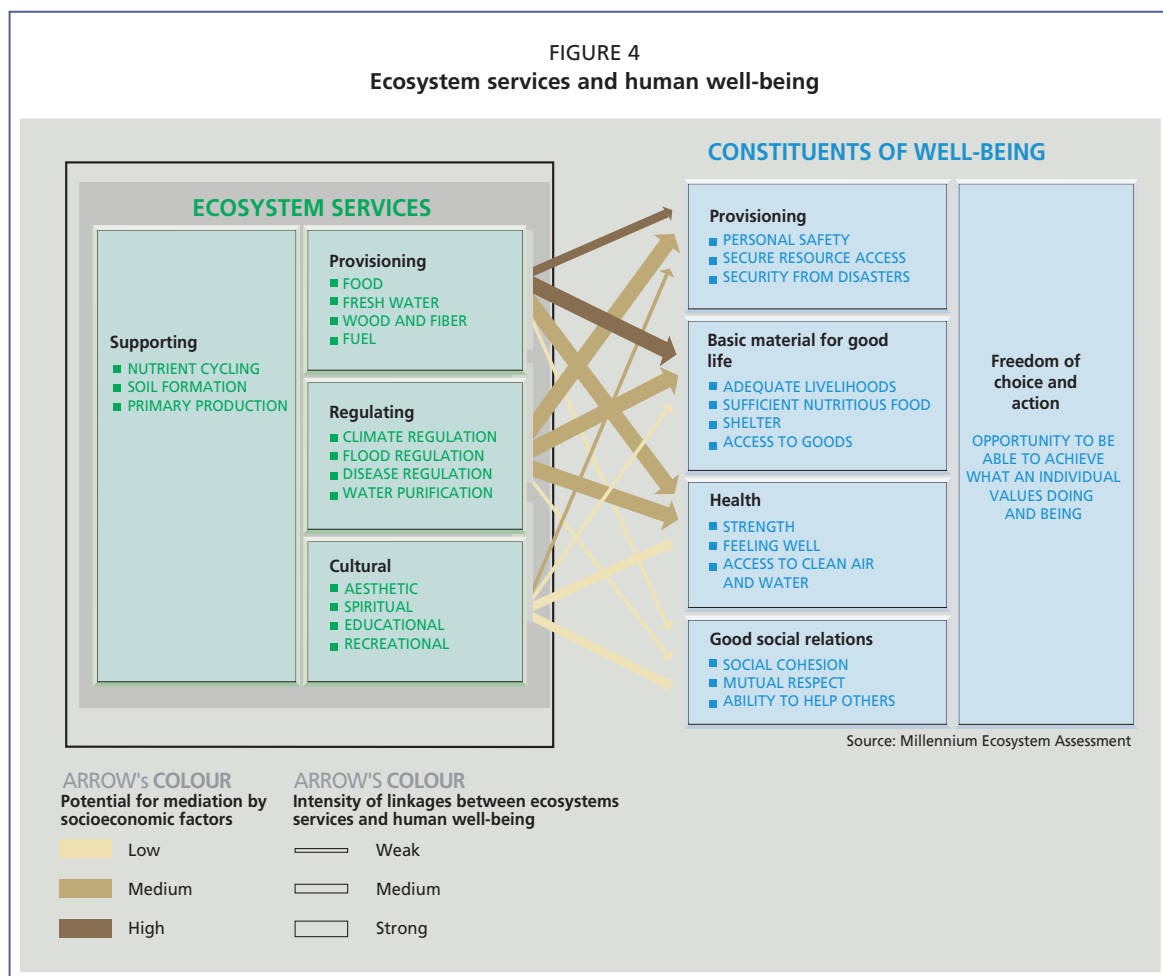 FIGURE 4
Ecosystem services and human well-being
ECOSYSTEM SERVICES
Supporting
NUTRIENT CYCLING
SOIL FORMATION
PRIMARY PRODUCTION
Provisioning
FOOD
FRESH WATER
WOOD AND FIBER
FUEL
Regulating
CLIMATE REGULATION
FLOOD REGULATION
DISEASE REGULATION
WATER PURIFICATION
Cultural
AESTHETIC
SPIRITUAL
EDUCATIONAL
RECREATIONAL
CONSTITUENTS OF WELL-BEING
Provisioning
PERSONAL SAFETY
SECURE RESOURCE ACCESS
SECURITY FROM DISASTERS
Basic material for good
life
ADEQUATE LIVELIHOODS
SUFFICIENT NUTRITIOUS FOOD
SHELTER
ACCESS TO GOODS
Health
STRENGTH
FEELING WELL
ACCESS TO CLEAN AIR
AND WATER
Good social relations
SOCIAL COHESION
MUTUAL RESPECT
ABILITY TO HELP OTHERS
Freedom of
choice and
action
OPPORTUNITY TO BE
ABLE TO ACHIEVE
WHAT AN INDIVIDUAL
VALUES DOING
AND BEING
Source: Millennium Ecosystem Assessment
ARROW's COLOUR
Potential for mediation by
socioeconomic factors
Low
Medium
High
ARROW'S COLOUR
Intensity of linkages between ecosystems
services and human well-being
Weak
Medium
Strong